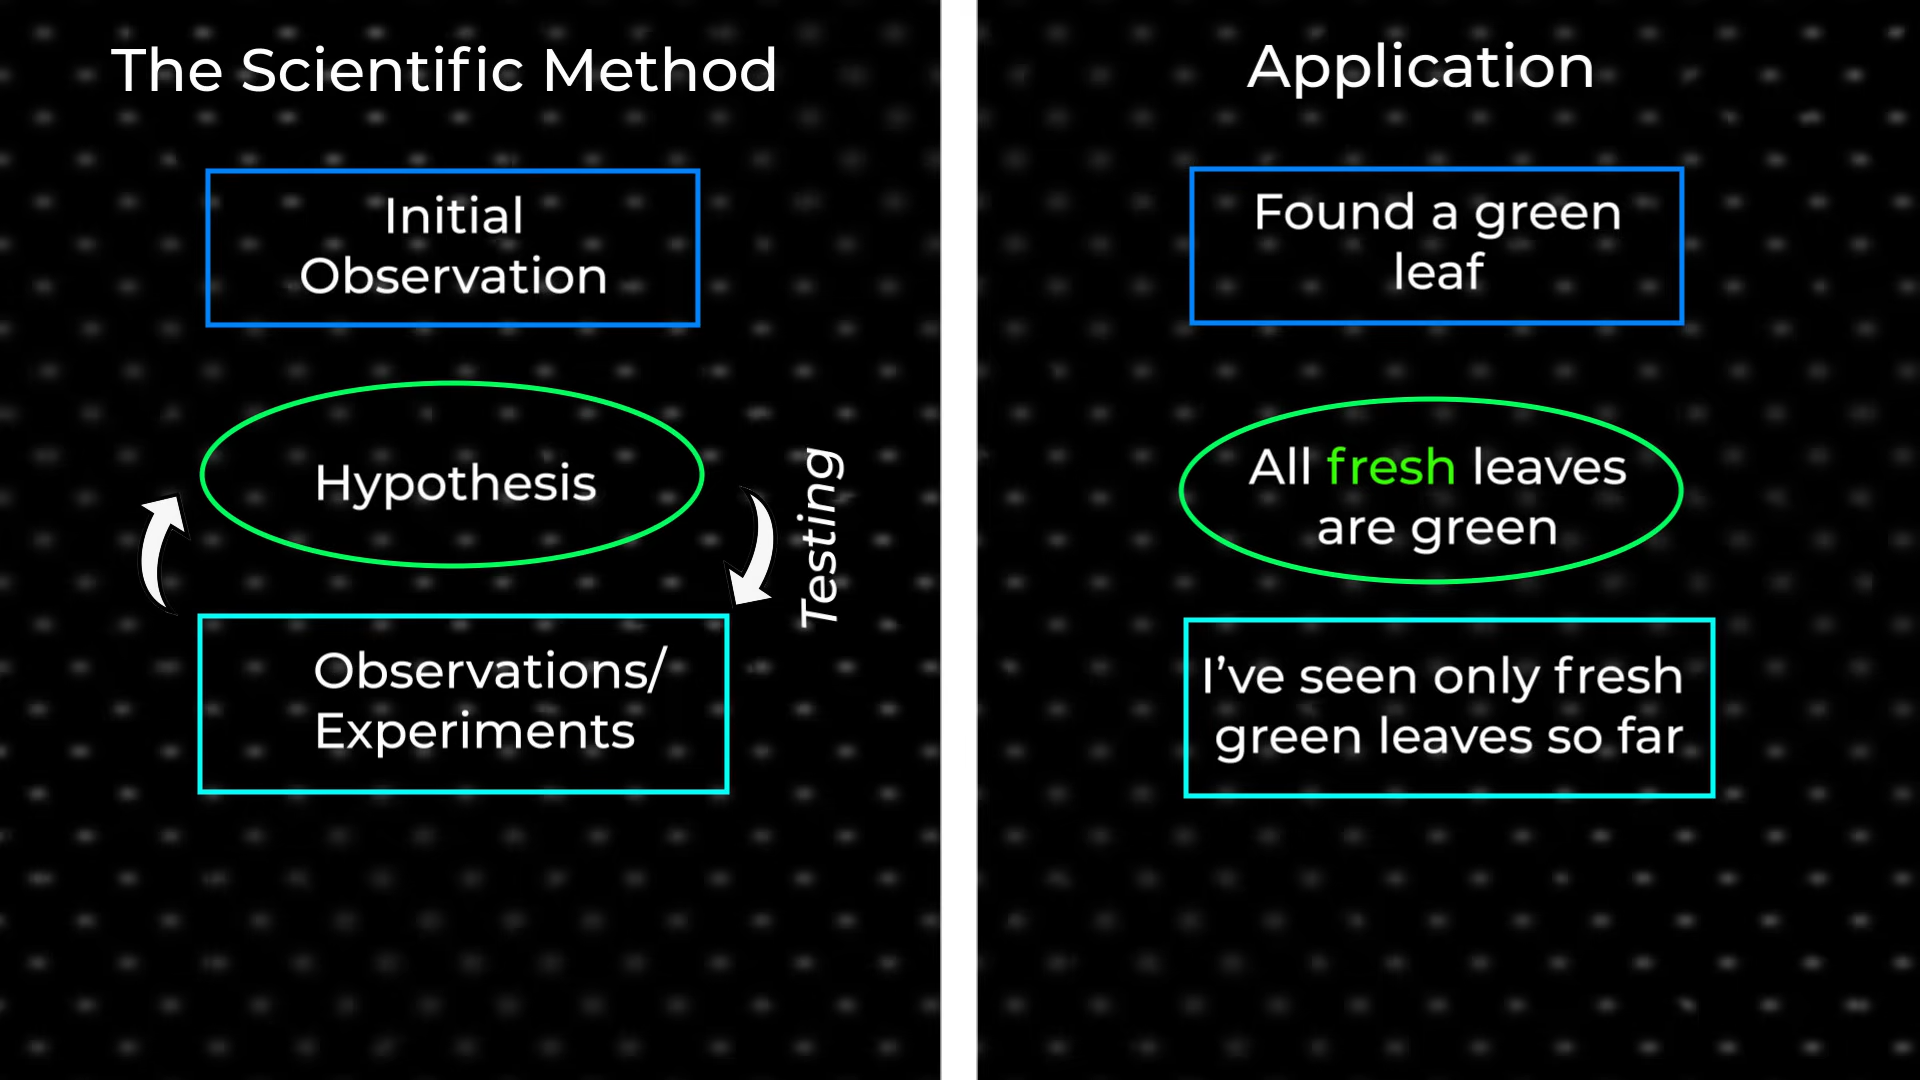 The Scientific Method
Initial
Observation
Hypothesis
Testing
Observations/
Experiments
Application
Found a green
leaf
All fresh leaves
are green
I’ve seen only fresh
green leaves so far